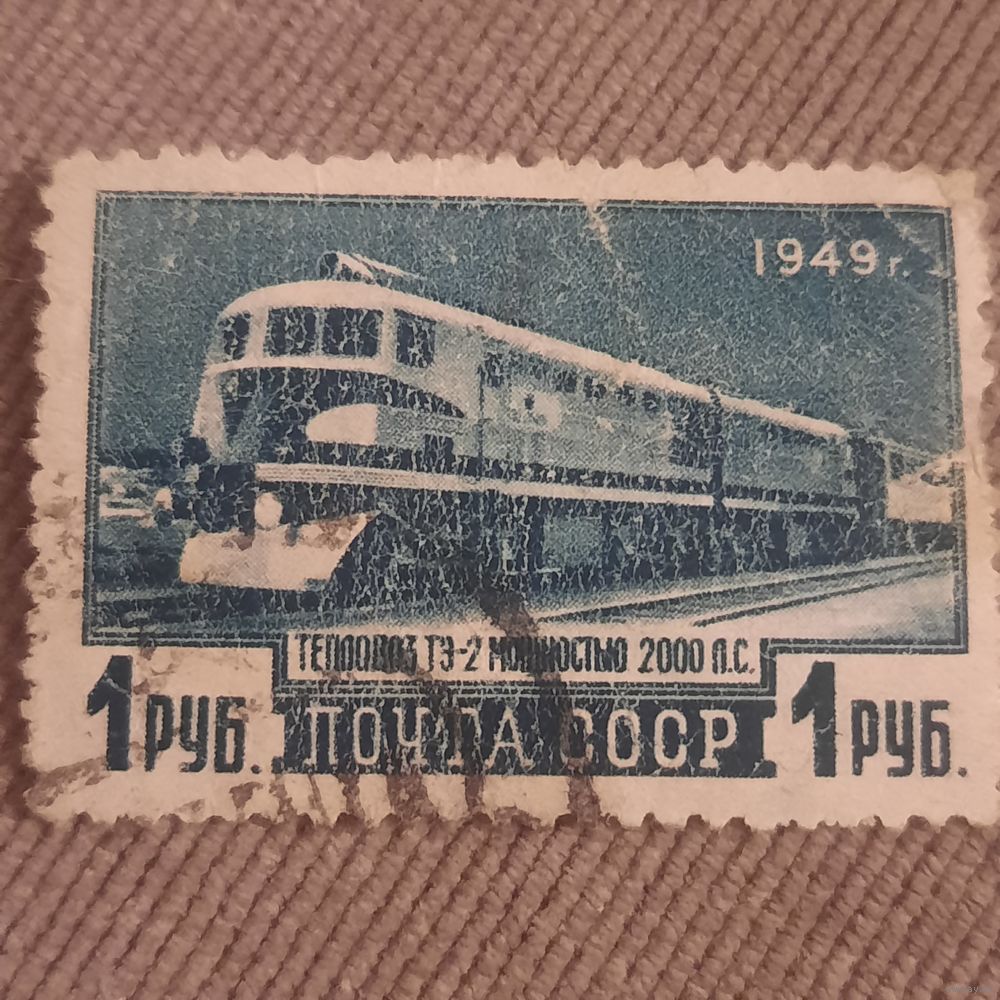 1949 г.
ТЕПЛОВОЗ ТЭ-2 МОЩНОСТЬЮ 2000 Л.С.
1 РУБ. ПОЧТА СССР 1 РУБ.